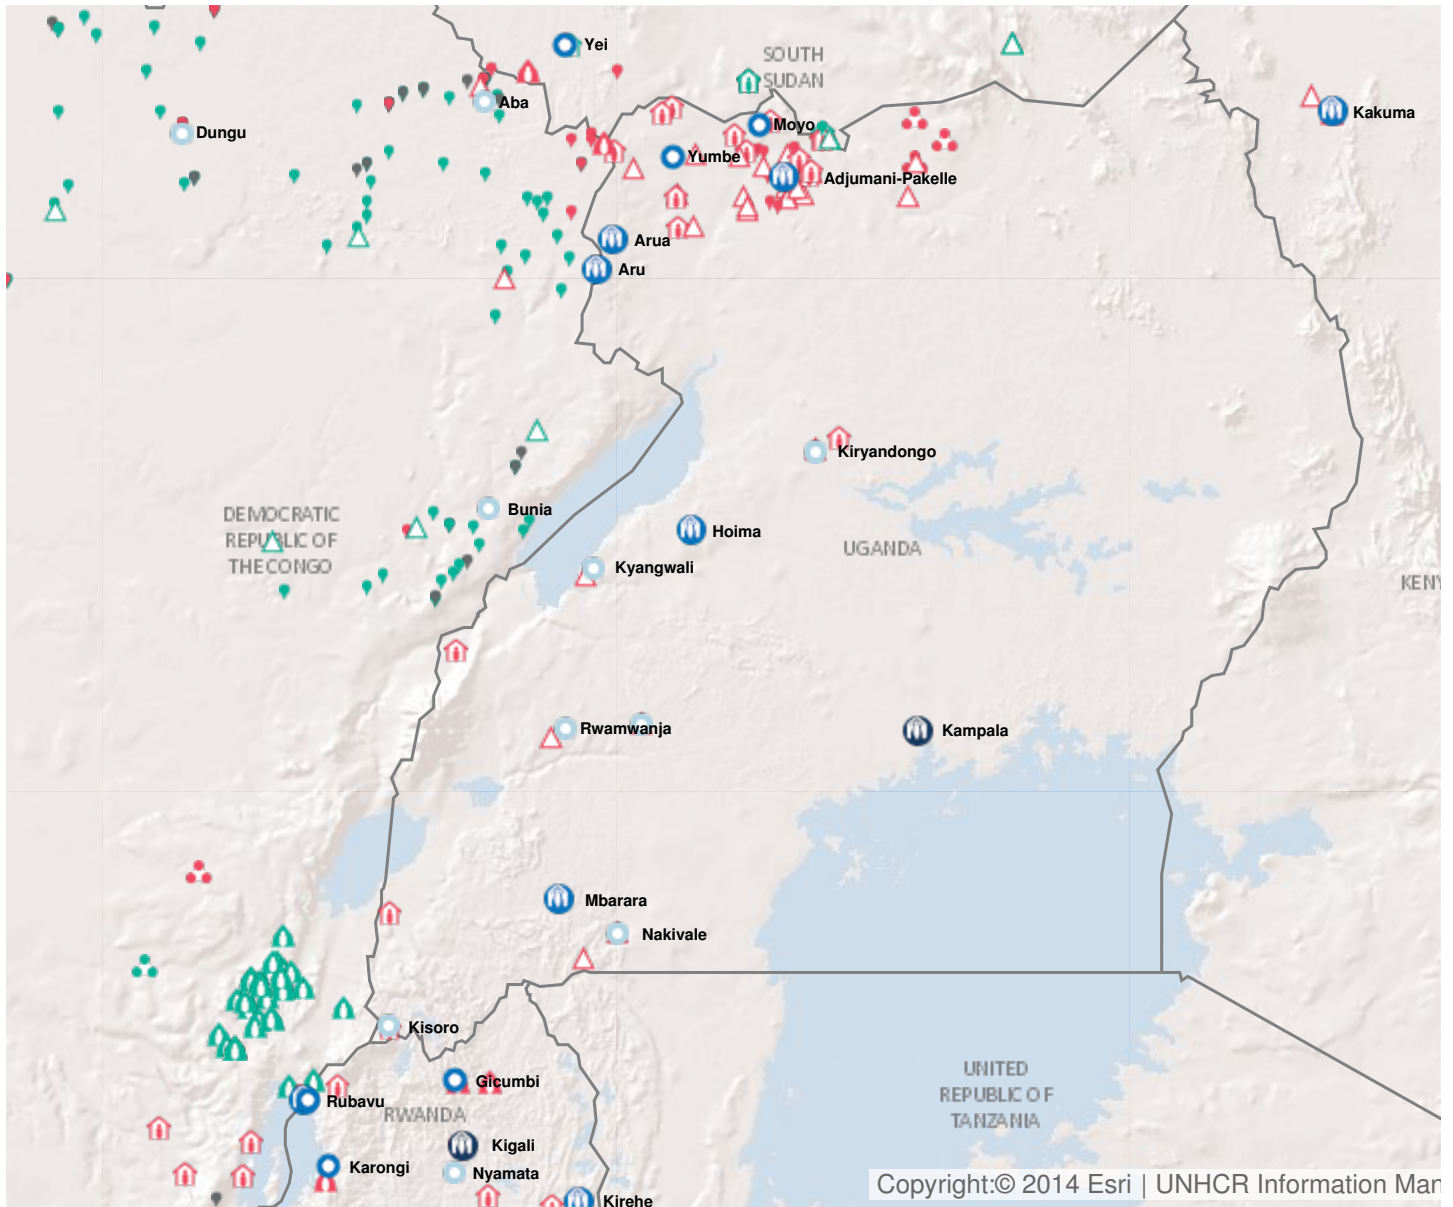 Yei
SOUTH
SUDAN
Aba
Kakuma
Dungu
Moyo
Yumbe
Adjumani-Pakelle
Arua
Aru
Kiryandongo
Bunia
DEMOCRATIC
REPUBLIC OF
THE CONGO
Hoima
UGANDA
Kyangwali
KENY
Rwamwanja
Kampala
Mbarara
Nakivale
Kisoro
Gicumbi
UNITED
REPUBLIC OF
TANZANIA
Rubavu
RWANDA
Kigali
Karongi
Nyamata
Kirehe
Copyright:© 2014 Esri | UNHCR Information Man